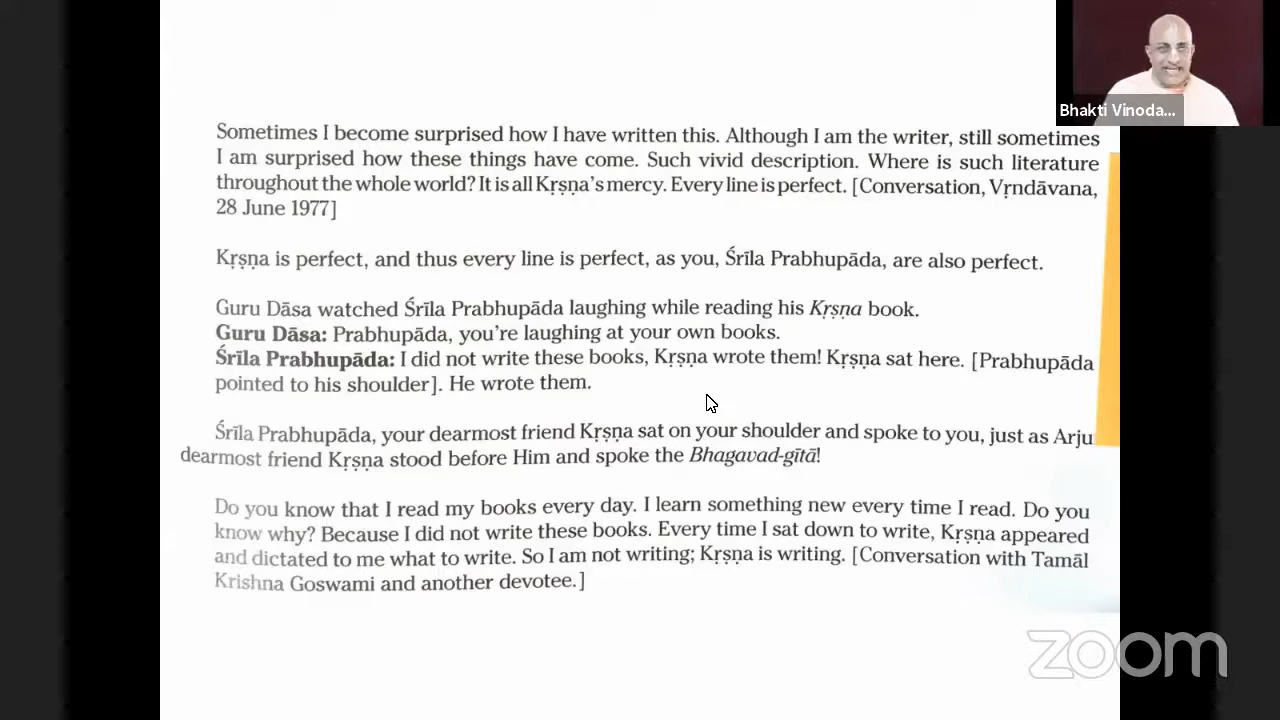 Bhakti Vinoda...
Sometimes I become surprised how I have written this. Although I am the writer, still sometimes
I am surprised how these things have come. Such vivid description. Where is such literature
throughout the whole world? It is all Kṛṣṇa's mercy. Every line is perfect. [Conversation, Vṛndāvana,
28 June 1977]
Kṛṣṇa is perfect, and thus every line is perfect, as you, Śrīla Prabhupāda, are also perfect.
Guru Dāsa watched Śrīla Prabhupāda laughing while reading his Kṛṣṇa book.
Guru Dāsa: Prabhupāda, you're laughing at your own books.
Śrīla Prabhupāda: I did not write these books, Kṛṣṇa wrote them! Kṛṣṇa sat here. [Prabhupāda
pointed to his shoulder]. He wrote them.
Śrīla Prabhupāda, your dearmost friend Kṛṣṇa sat on your shoulder and spoke to you, just as Arju
dearmost friend Kṛṣṇa stood before Him and spoke the Bhagavad-gītā!
Do you know that I read my books every day. I learn something new every time I read. Do you
know why? Because I did not write these books. Every time I sat down to write, Kṛṣṇa appeared
and dictated to me what to write. So I am not writing; Kṛṣṇa is writing. [Conversation with Tamāl
Krishna Goswami and another devotee.]
zoom